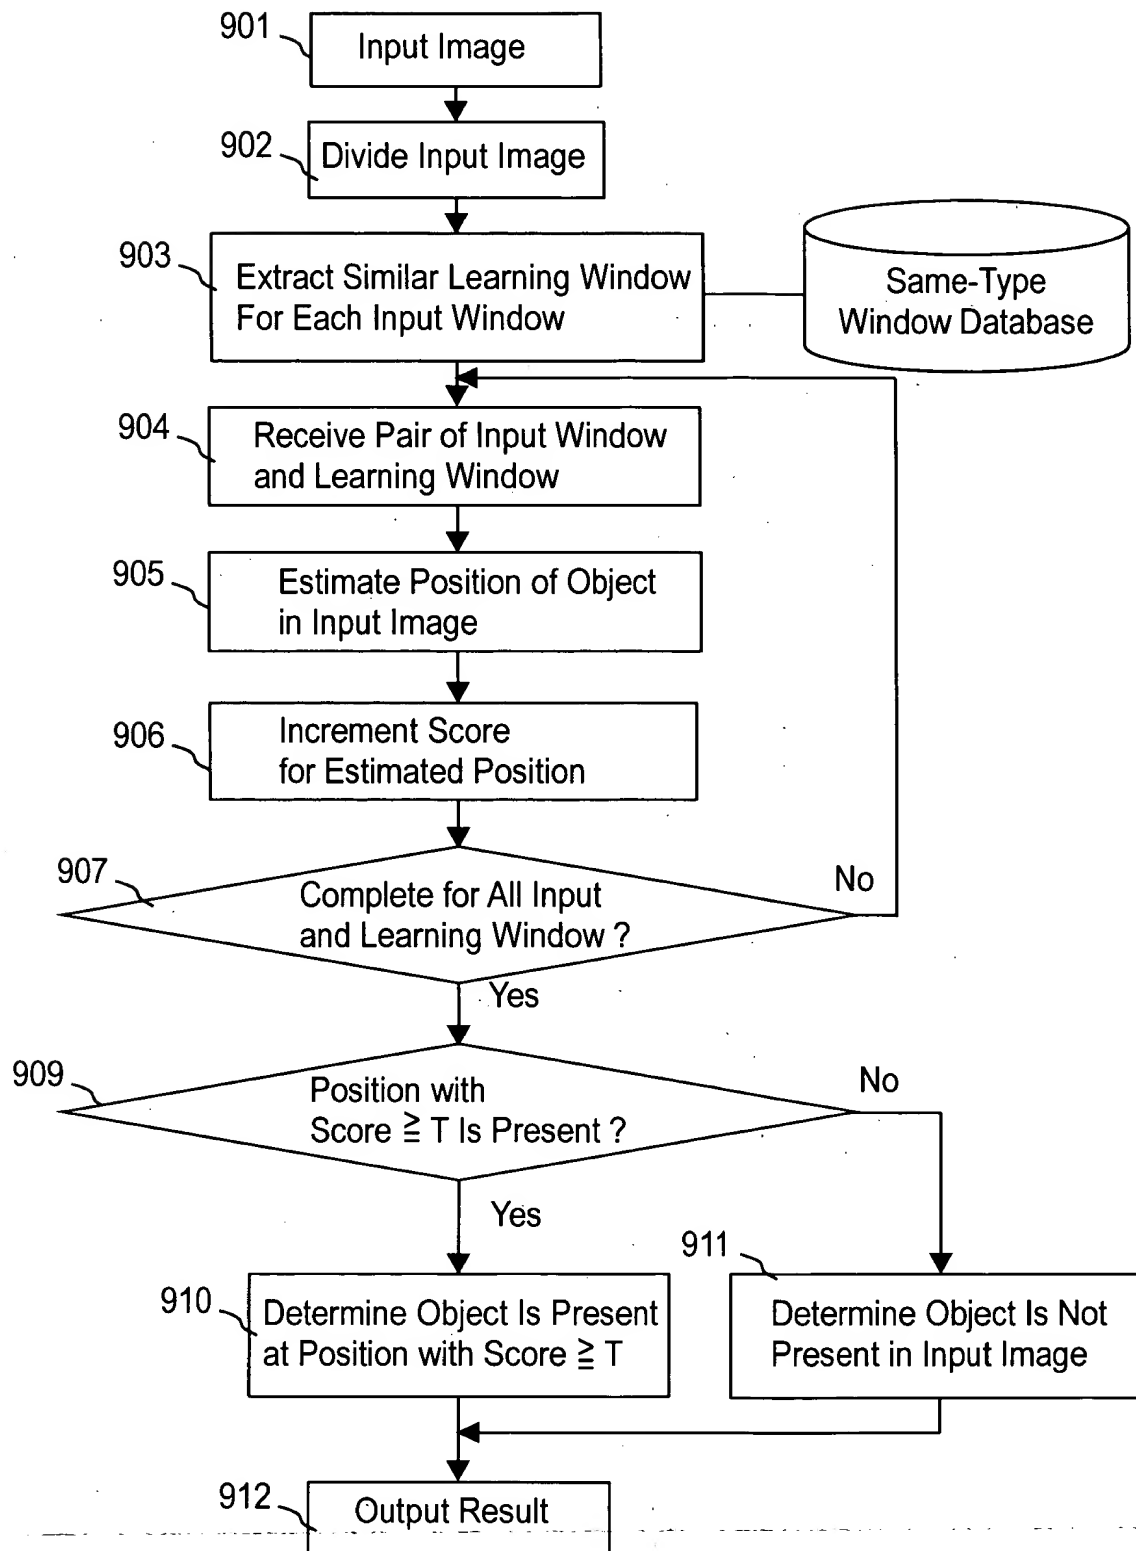 901
Input Image
902
Divide Input Image
903
Extract Similar Learning Window
For Each Input Window
Same-Type
Window Database
904
Receive Pair of Input Window
and Learning Window
905
Estimate Position of Object
in Input Image
906
Increment Score
for Estimated Position
907
Complete for All Input
and Learning Window ?
No
Yes
909
Position with
Score ≧ T Is Present ?
No
Yes
910
Determine Object Is Present
at Position with Score ≧ T
911
Determine Object Is Not
Present in Input Image
912
Output Result